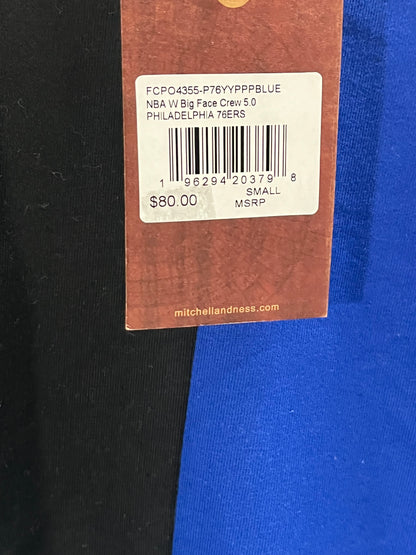 FCPO4355-P76YYPPPBLUE
NBA W Big Face Crew 5.0
PHILADELPHIA 76ERS
1 96294 20379 8
SMALL
$80.00 MSRP
mitchellandness.com